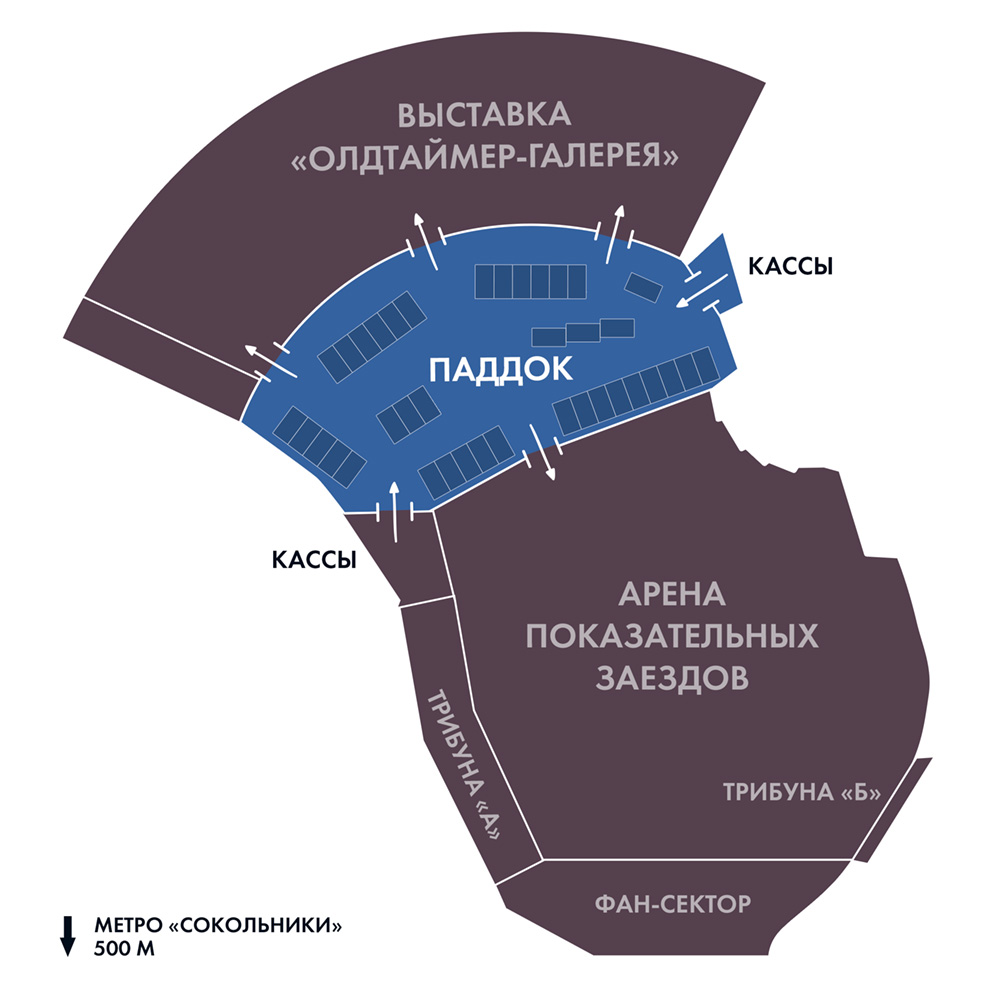 ВЫСТАВКА
«ОЛДТАЙМЕР-ГАЛЕРЕЯ»
КАССЫ
ПАДДОК
КАССЫ
АРЕНА
ПОКАЗАТЕЛЬНЫХ
ЗАЕЗДОВ
ТРИБУНА «А»
ТРИБУНА «Б»
ФАН-СЕКТОР
МЕТРО «СОКОЛЬНИКИ»
500 М